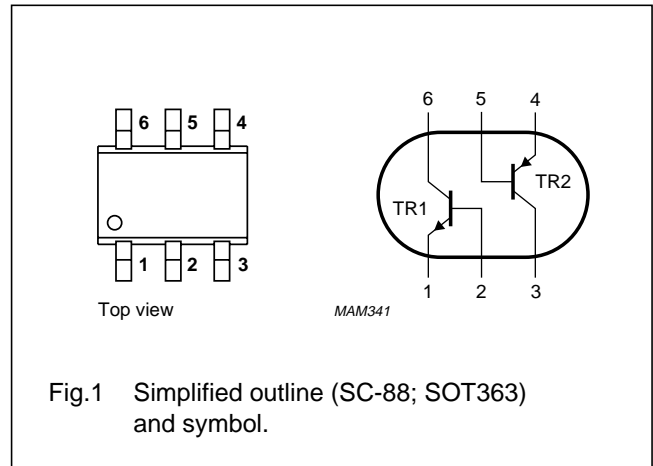 6 5 4
6 5 4
TR2
TR1
1 2 3
1 2 3
Top view
MAM341
Fig.1 Simplified outline (SC-88; SOT363)
and symbol.